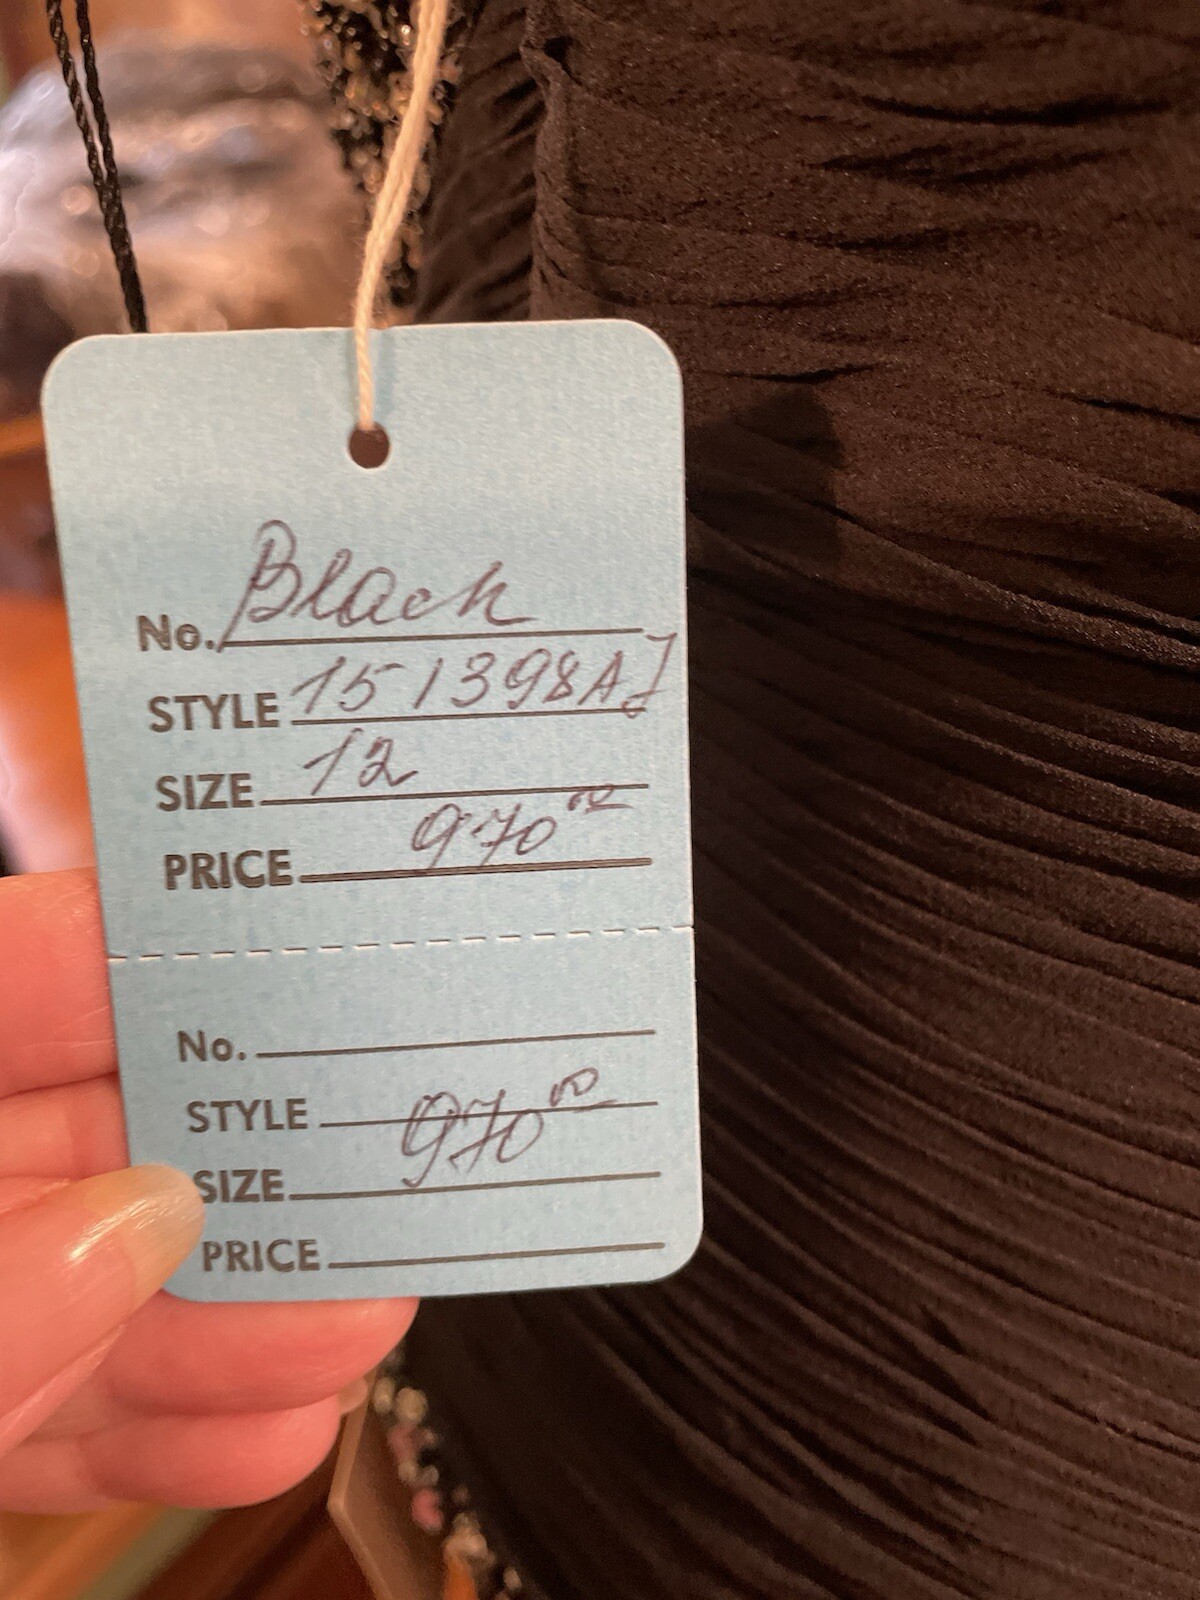 No. Black
STYLE 151398AJ
SIZE 12
PRICE 970 00
No.
STYLE 970 00
SIZE
PRICE